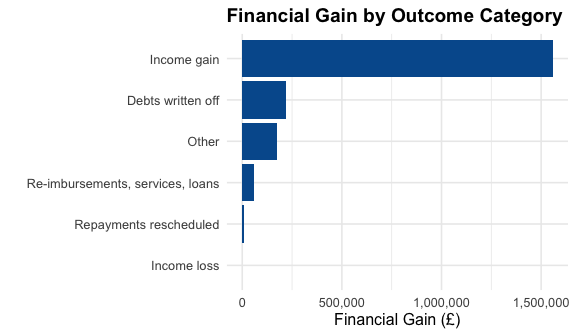 Financial Gain by Outcome Category
Income gain
Debts written off
Other
Re-imbursements, services, loans
Repayments rescheduled
Income loss
0 500,000 1,000,000 1,500,000
Financial Gain (£)